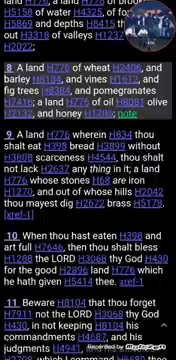 land H776, a land H776 of brooks
H5158 of water H4325, of fo
H5869 and depths H8415 th
out H3318 of valleys H1237
H2022;
8 A land H776 of wheat H2406, and
barley H8184, and vines H1612, and
fig trees H8384, and pomegranates
H7416; a land H776 of oil H8081 olive
H2132, and honey H1706; note
9 A land H776 wherein H834 thou
shalt eat H398 bread H3899 without
H3808 scarceness H4544, thou shalt
not lack H2637 any thing in it; a land
H776 whose stones H68 are iron
H1270, and out of whose hills H2042
thou mayest dig H2672 brass H5178.
[xref-1]
10 When thou hast eaten H398 and
art full H7646, then thou shalt bless
H1288 the LORD H3068 thy God H430
for the good H2896 land H776 which
he hath given H5414 thee. xref-1
11 Beware H8104 that thou forget
H7911 not the LORD H3068 thy God
H430, in not keeping H8104 his
commandments H4687, and his
judgments H4941, and his